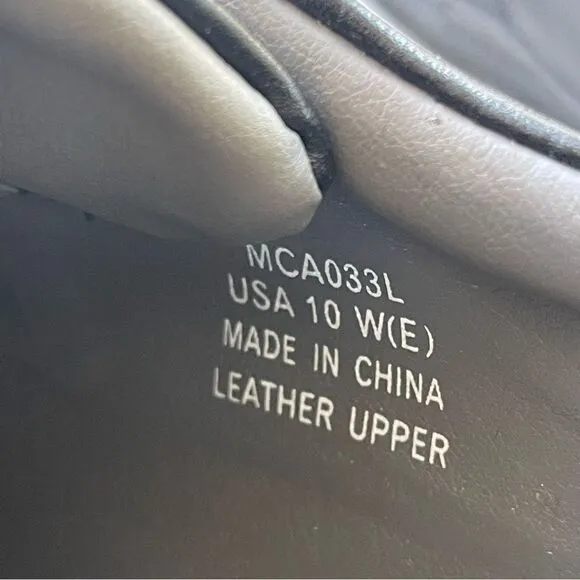 MCA033L
USA 10 W(E)
MADE IN CHINA
LEATHER UPPER